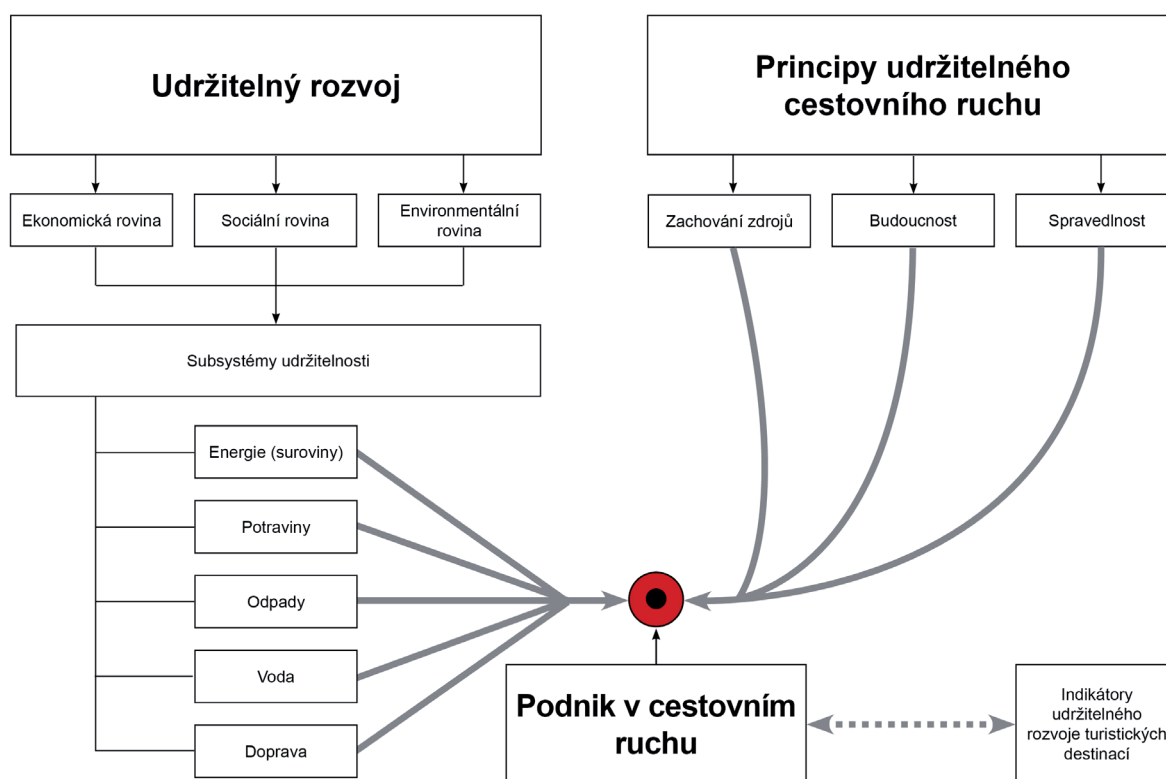 Udržitelný rozvoj
Principy udržitelného
cestovního ruchu
Ekonomická rovina
Sociální rovina
Environmentální
rovina
Zachování zdrojů
Budoucnost
Spravedlnost
Subsystémy udržitelnosti
Energie (suroviny)
Potraviny
Odpady
Voda
Doprava
Podnik v cestovním
ruchu
Indikátory
udržitelného
rozvoje turistických
destinací